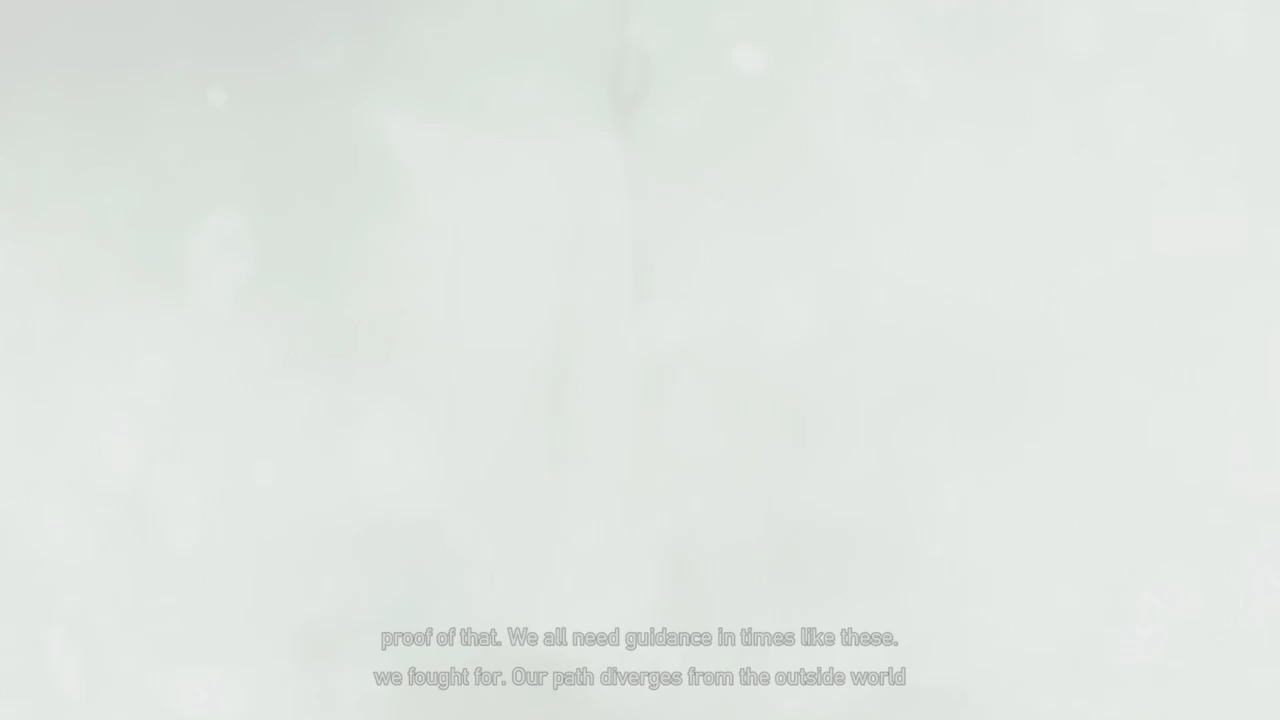 proof of that. We all need guidance in times like these.
we fought for. Our path diverges from the outside world